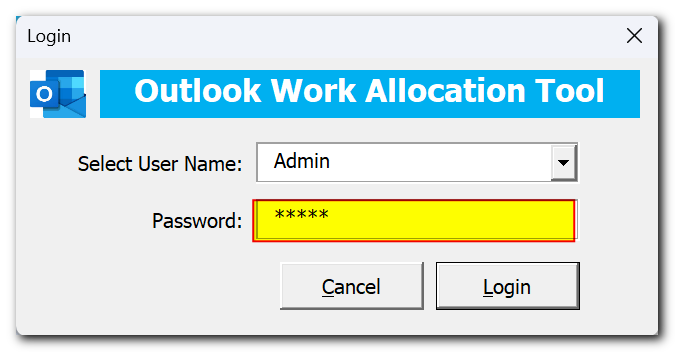 Login
Outlook Work Allocation Tool
Select User Name: Admin
Password: *****
Cancel Login